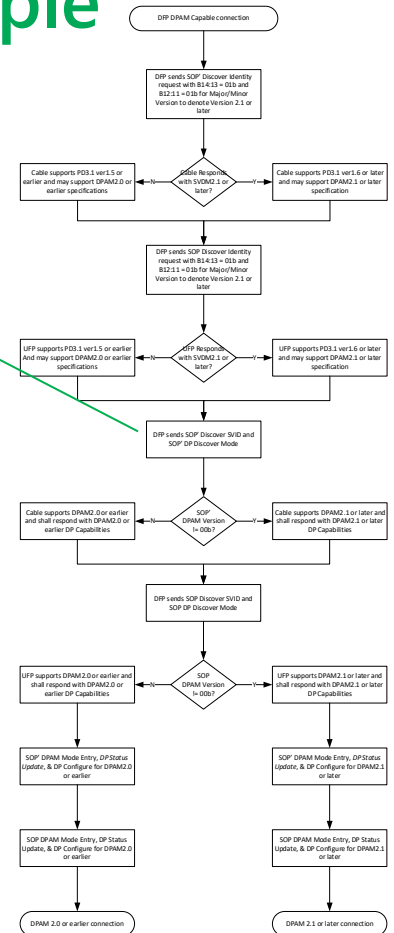 ple
DFP DPAM Capable connection
DFP sends SOP' Discover Identity
request with B14:13 = 01b and
B12:11 = 01b for Major/Minor
Version to denote Version 2.1 or
later
Cable supports PD3.1 ver1.5 or
earlier and may support DPAM2.0 or
earlier specifications
N
Cable Responds
with SVDM2.1 or
later?
Y
Cable supports PD3.1 ver1.6 or later
and may support DPAM2.1 or later
specification
DFP sends SOP Discover Identity
request with B14:13 = 01b and
B12:11 = 01b for Major/Minor
Version to denote Version 2.1 or
later
UFP supports PD3.1 ver1.5 or earlier
And may support DPAM2.0 or earlier
specifications
N
UFP Responds
with SVDM2.1 or
later?
Y
UFP supports PD3.1 ver1.6 or later
and may support DPAM2.1 or later
specification
DFP sends SOP' Discover SVID and
SOP' DP Discover Mode
Cable supports DPAM2.0 or earlier
and shall respond with DPAM2.0 or
earlier DP Capabilities
N
SOP'
DPAM Version
!= 00b?
Y
Cable supports DPAM2.1 or later and
shall respond with DPAM2.1 or later
DP Capabilities
DFP sends SOP Discover SVID and
SOP DP Discover Mode
UFP supports DPAM2.0 or earlier and
shall respond with DPAM2.0 or
earlier DP Capabilities
N
SOP
DPAM Version
!= 00b?
Y
UFP supports DPAM2.1 or later and
shall respond with DPAM2.1 or later
DP Capabilities
SOP' DPAM Mode Entry, DP Status
Update, & DP Configure for DPAM2.0
or earlier
SOP' DPAM Mode Entry, DP Status
Update, & DP Configure for DPAM2.1
or later
SOP DPAM Mode Entry, DP Status
Update, & DP Configure for DPAM2.0
or earlier
SOP DPAM Mode Entry, DP Status
Update, & DP Configure for DPAM2.1
or later
DPAM 2.0 or earlier connection
DPAM 2.1 or later connection